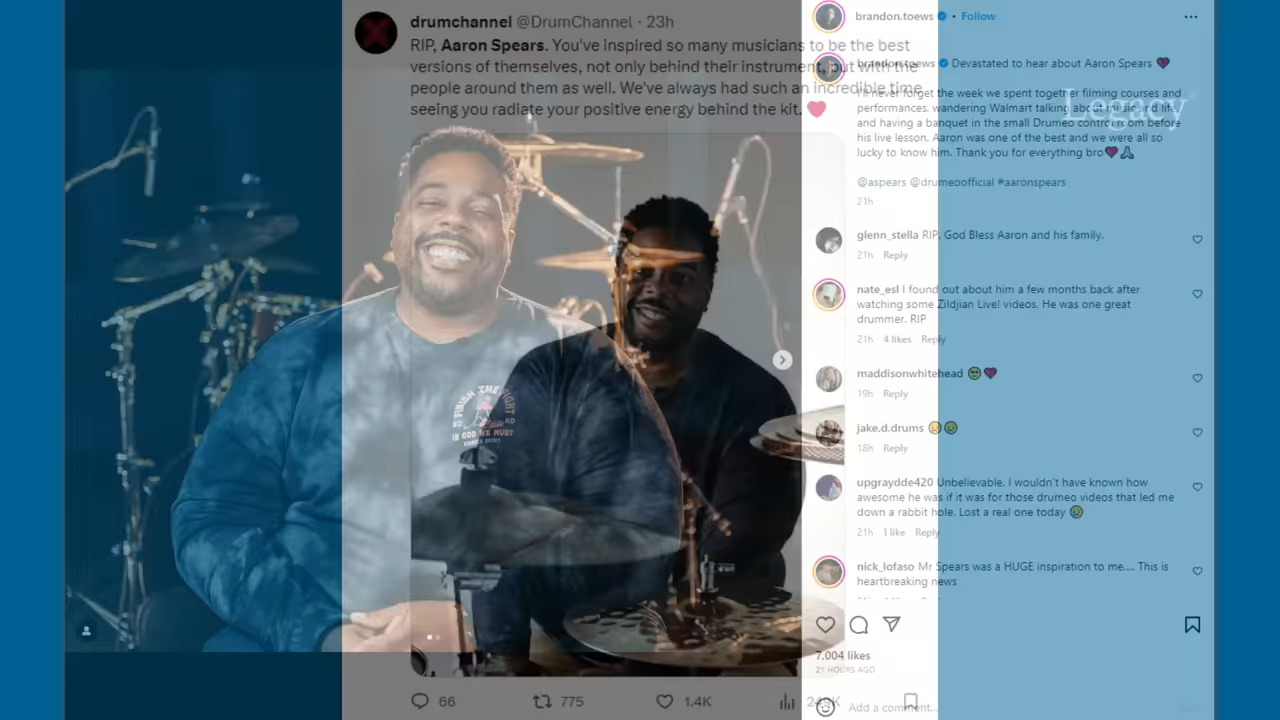 drumchannel @DrumChannel · 23h
RIP, Aaron Spears. You've inspired so many musicians to be the best
versions of themselves, not only behind their instrument, but with the
people around them as well. We've always had such an incredible time
seeing you radiate your positive energy behind the kit.
FINISH THE FIGHT
KO KO
IN GOD WE MUST
66 775 1.4K
brandon.toews • Follow
brandon.toews Devastated to hear about Aaron Spears 💔
I'll never forget the week we spent together filming courses and
performances, wandering Walmart talking about music and life,
and having a banquet in the small Drumeo control room before
his live lesson. Aaron was one of the best and we were all so
lucky to know him. Thank you for everything bro❤️🙏
@aspears @drumeoofficial #aaronspears
21h
Legacy
glenn_stella RIP. God Bless Aaron and his family.
21h Reply
nate_esl I found out about him a few months back after
watching some Zildjian Live! videos. He was one great
drummer. RIP
21h 4 likes Reply
maddisonwhitehead 🥹❤️
19h Reply
jake.d.drums 😢😢
18h Reply
upgraydde420 Unbelievable. I wouldn't have known how
awesome he was if it was for those drumeo videos that led me
down a rabbit hole. Lost a real one today 😢
21h 1 like Reply
nick_lofaso Mr Spears was a HUGE inspiration to me.... This is
heartbreaking news
7,004 likes
21 HOURS AGO
Add a comment...